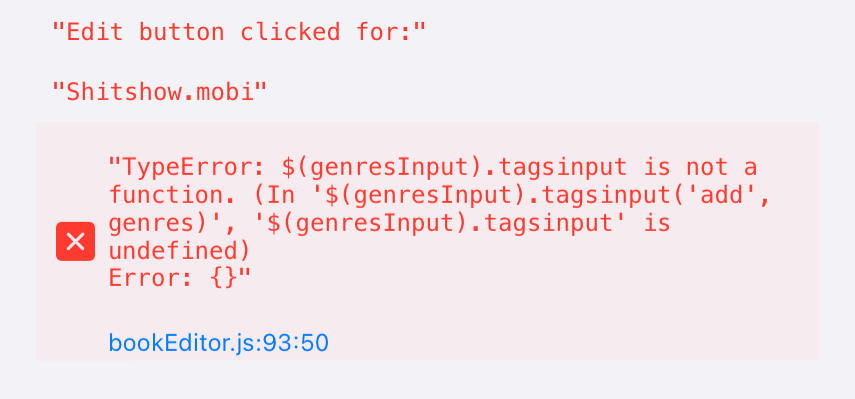 "Edit button clicked for:"
"Shitshow.mobi"
"TypeError: $(genresInput).tagsinput is not a
function. (In '$(genresInput).tagsinput('add',
genres)', '$(genresInput).tagsinput' is
undefined)
Error: {}"
bookEditor.js:93:50